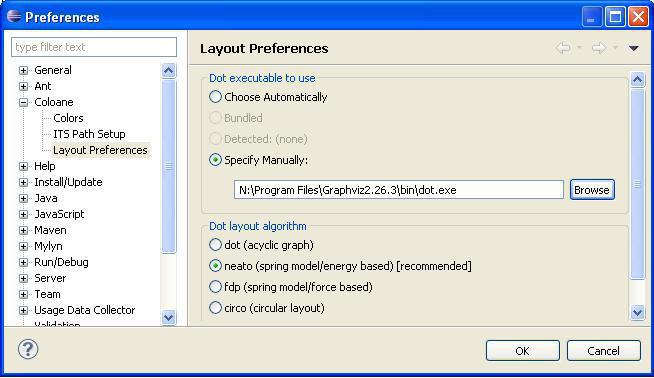 Preferences
type filter text
General
Ant
Coloane
Colors
ITS Path Setup
Layout Preferences
Help
Install/Update
Java
JavaScript
Maven
Mylyn
Run/Debug
Server
Team
Usage Data Collector
Validation
Layout Preferences
Dot executable to use
Choose Automatically
Bundled
Detected: (none)
Specify Manually:
N:\Program Files\Graphviz2.26.3\bin\dot.exe
Browse
Dot layout algorithm
dot (acyclic graph)
neato (spring model/energy based) [recommended]
fdp (spring model/force based)
circo (circular layout)
?
OK
Cancel